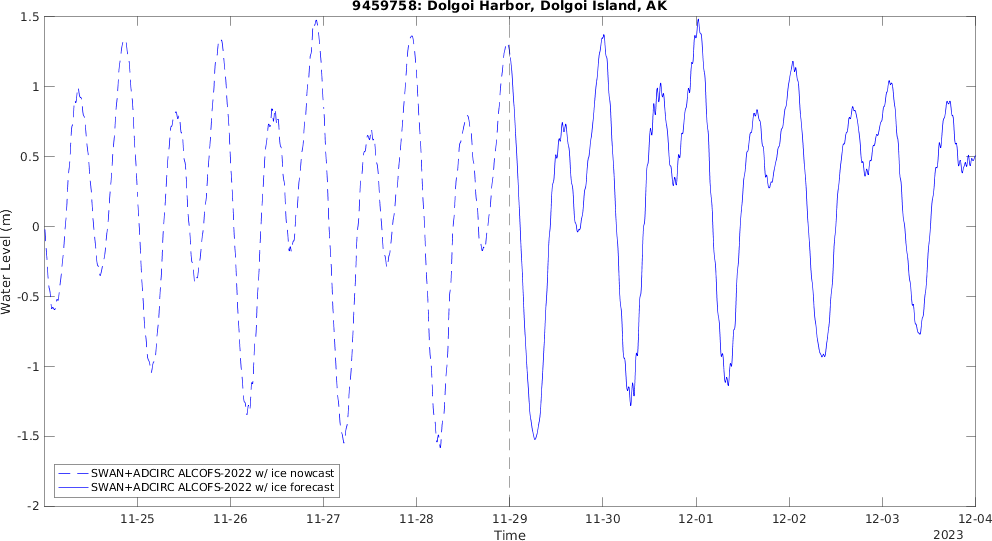 9459758: Dolgoi Harbor, Dolgoi Island, AK
1.5
1
0.5
0
-0.5
-1
-1.5
-2
Water Level (m)
SWAN+ADCIRC ALCOFS-2022 w/ ice nowcast
SWAN+ADCIRC ALCOFS-2022 w/ ice forecast
11-25 11-26 11-27 11-28 11-29 11-30 12-01 12-02 12-03 12-04
Time
2023